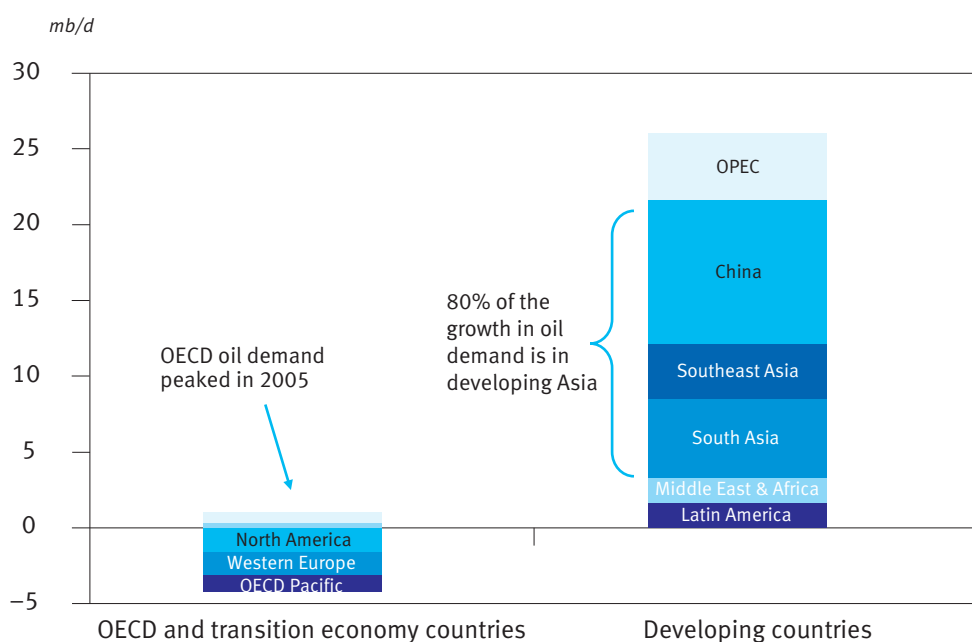 mb/d
30
25
20
15
10
5
0
–5
OECD oil demand
peaked in 2005
80% of the
growth in oil
demand is in
developing Asia
North America
Western Europe
OECD Pacific
OPEC
China
Southeast Asia
South Asia
Middle East & Africa
Latin America
OECD and transition economy countries
Developing countries